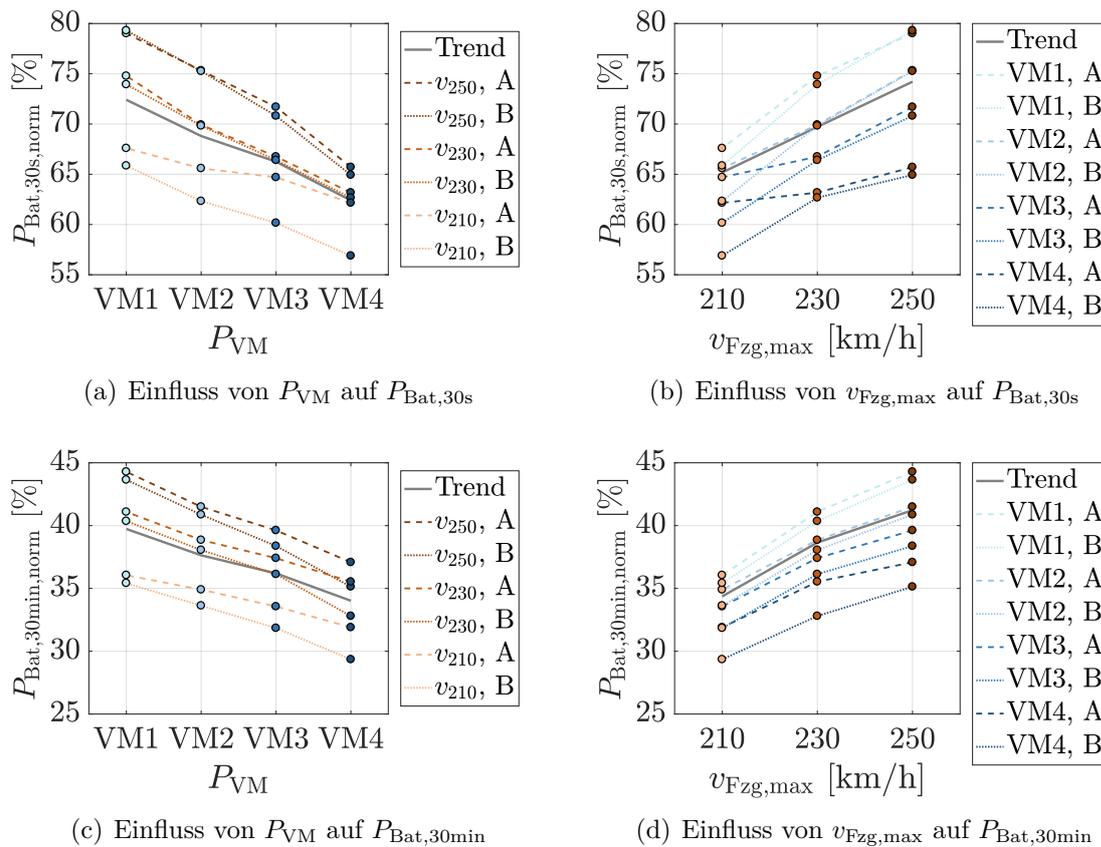 80
75
70
65
60
55
P_Bat,30s,norm [%]
VM1 VM2 VM3 VM4
P_VM
Trend
v_250, A
v_250, B
v_230, A
v_230, B
v_210, A
v_210, B
(a) Einfluss von P_VM auf P_Bat,30s
80
75
70
65
60
55
P_Bat,30s,norm [%]
210 230 250
v_Fzg,max [km/h]
Trend
VM1, A
VM1, B
VM2, A
VM2, B
VM3, A
VM3, B
VM4, A
VM4, B
(b) Einfluss von v_Fzg,max auf P_Bat,30s
45
40
35
30
25
P_Bat,30min,norm [%]
VM1 VM2 VM3 VM4
P_VM
Trend
v_250, A
v_250, B
v_230, A
v_230, B
v_210, A
v_210, B
(c) Einfluss von P_VM auf P_Bat,30min
45
40
35
30
25
P_Bat,30min,norm [%]
210 230 250
v_Fzg,max [km/h]
Trend
VM1, A
VM1, B
VM2, A
VM2, B
VM3, A
VM3, B
VM4, A
VM4, B
(d) Einfluss von v_Fzg,max auf P_Bat,30min